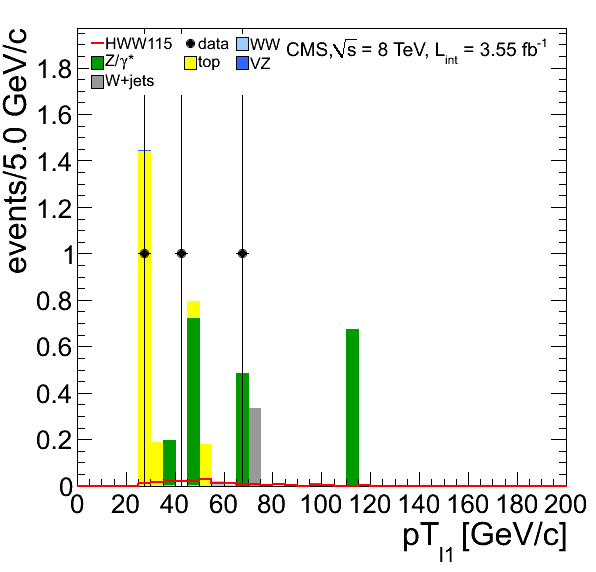 HWW115 data WW CMS,√s = 8 TeV, L_int = 3.55 fb⁻¹
Z/γ* top VZ
W+jets
events/5.0 GeV/c
1.8
1.6
1.4
1.2
1
0.8
0.6
0.4
0.2
0
0 20 40 60 80 100 120 140 160 180 200
pT_l1 [GeV/c]